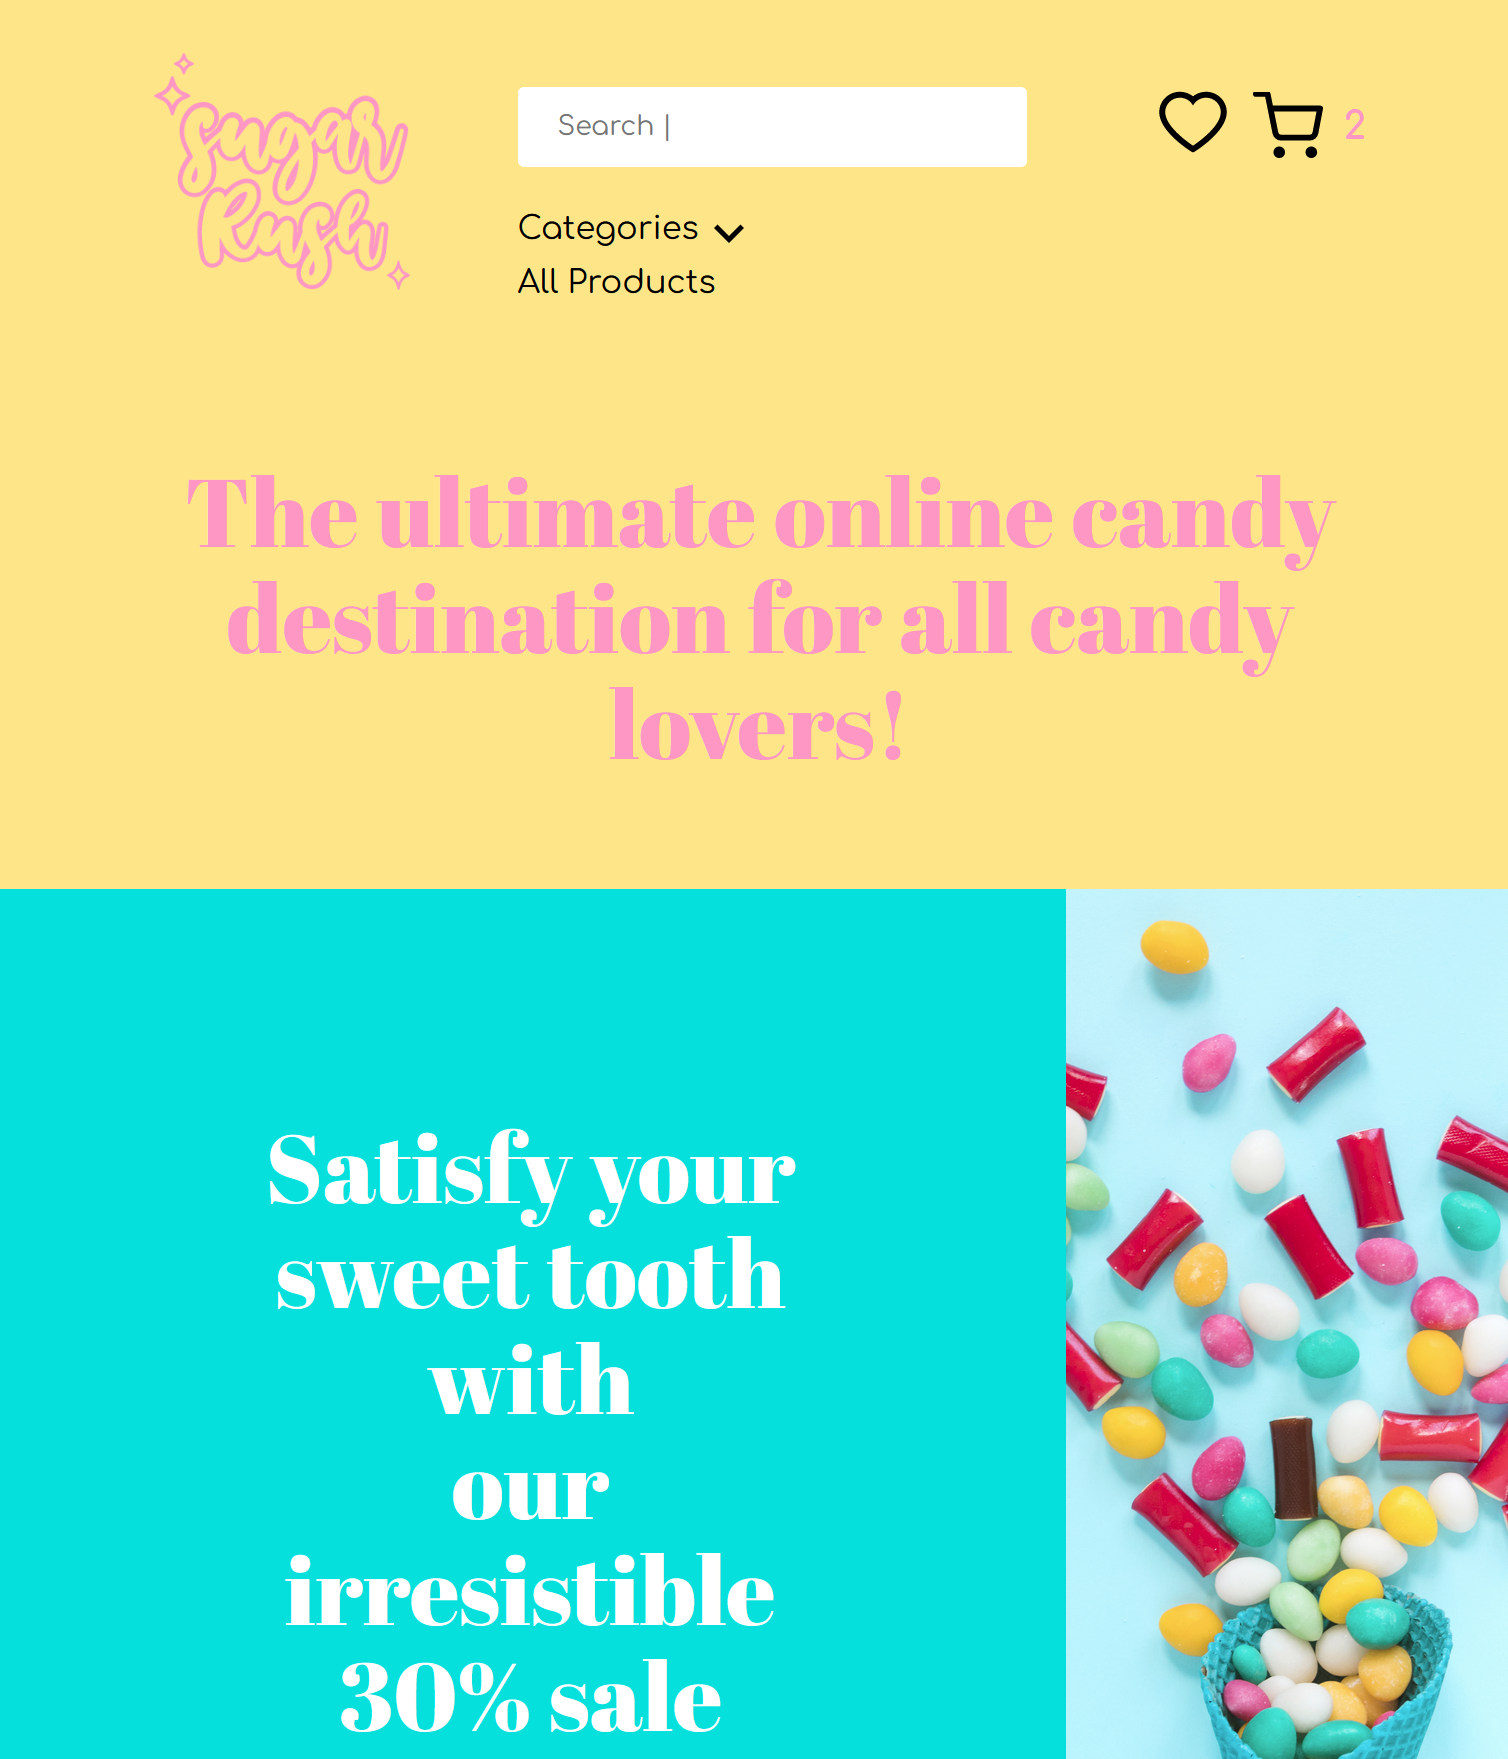 sugar
Rush
Search |
2
Categories
All Products
The ultimate online candy
destination for all candy
lovers!
Satisfy your
sweet tooth
with
our
irresistible
30% sale